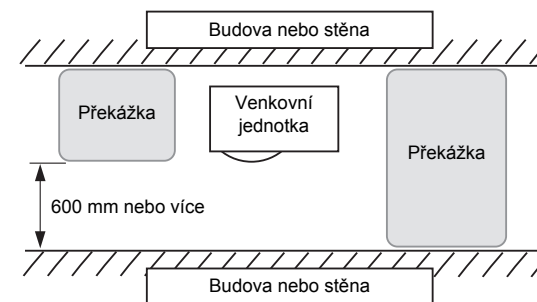 Budova nebo stěna
Překážka
Venkovní
jednotka
Překážka
600 mm nebo více
Budova nebo stěna